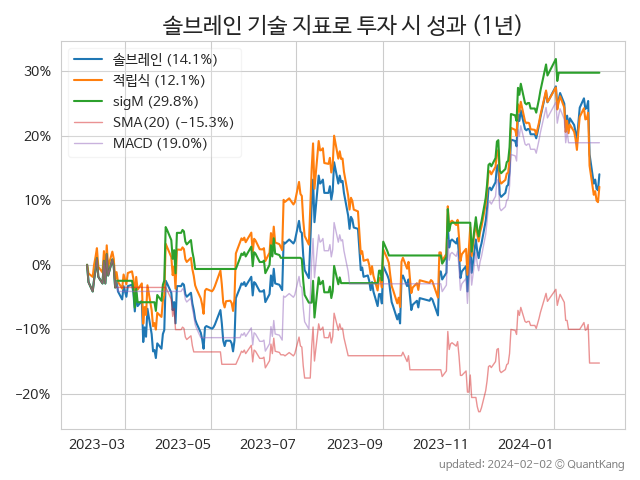 솔브레인 기술 지표로 투자 시 성과 (1년)
솔브레인 (14.1%)
적립식 (12.1%)
sigM (29.8%)
SMA(20) (−15.3%)
MACD (19.0%)
30%
20%
10%
0%
−10%
−20%
2023-03
2023-05
2023-07
2023-09
2023-11
2024-01
updated: 2024-02-02 © QuantKang